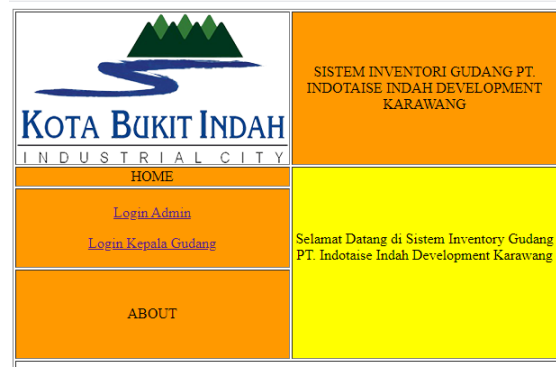 KOTA BUKIT INDAH
INDUSTRIAL CITY
SISTEM INVENTORI GUDANG PT.
INDOTAISE INDAH DEVELOPMENT
KARAWANG
HOME
Login Admin
Login Kepala Gudang
ABOUT
Selamat Datang di Sistem Inventory Gudang
PT. Indotaise Indah Development Karawang